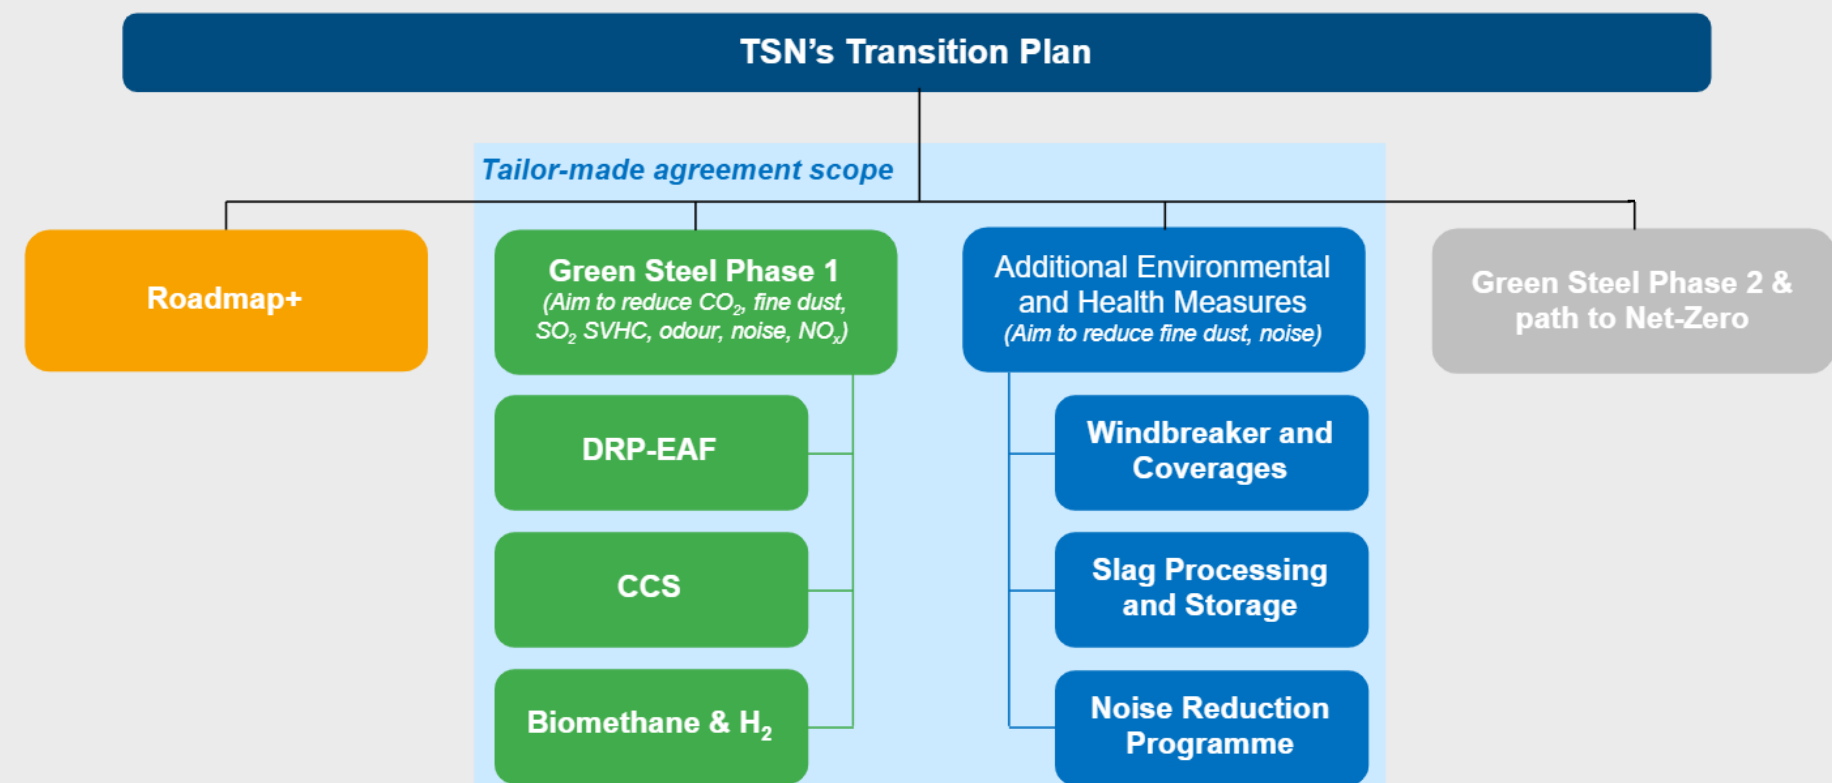 TSN's Transition Plan
Tailor-made agreement scope
Roadmap+
Green Steel Phase 1
(Aim to reduce CO₂, fine dust,
SO₂ SVHC, odour, noise, NOₓ)
DRP-EAF
CCS
Biomethane & H₂
Additional Environmental
and Health Measures
(Aim to reduce fine dust, noise)
Windbreaker and
Coverages
Slag Processing
and Storage
Noise Reduction
Programme
Green Steel Phase 2 &
path to Net-Zero